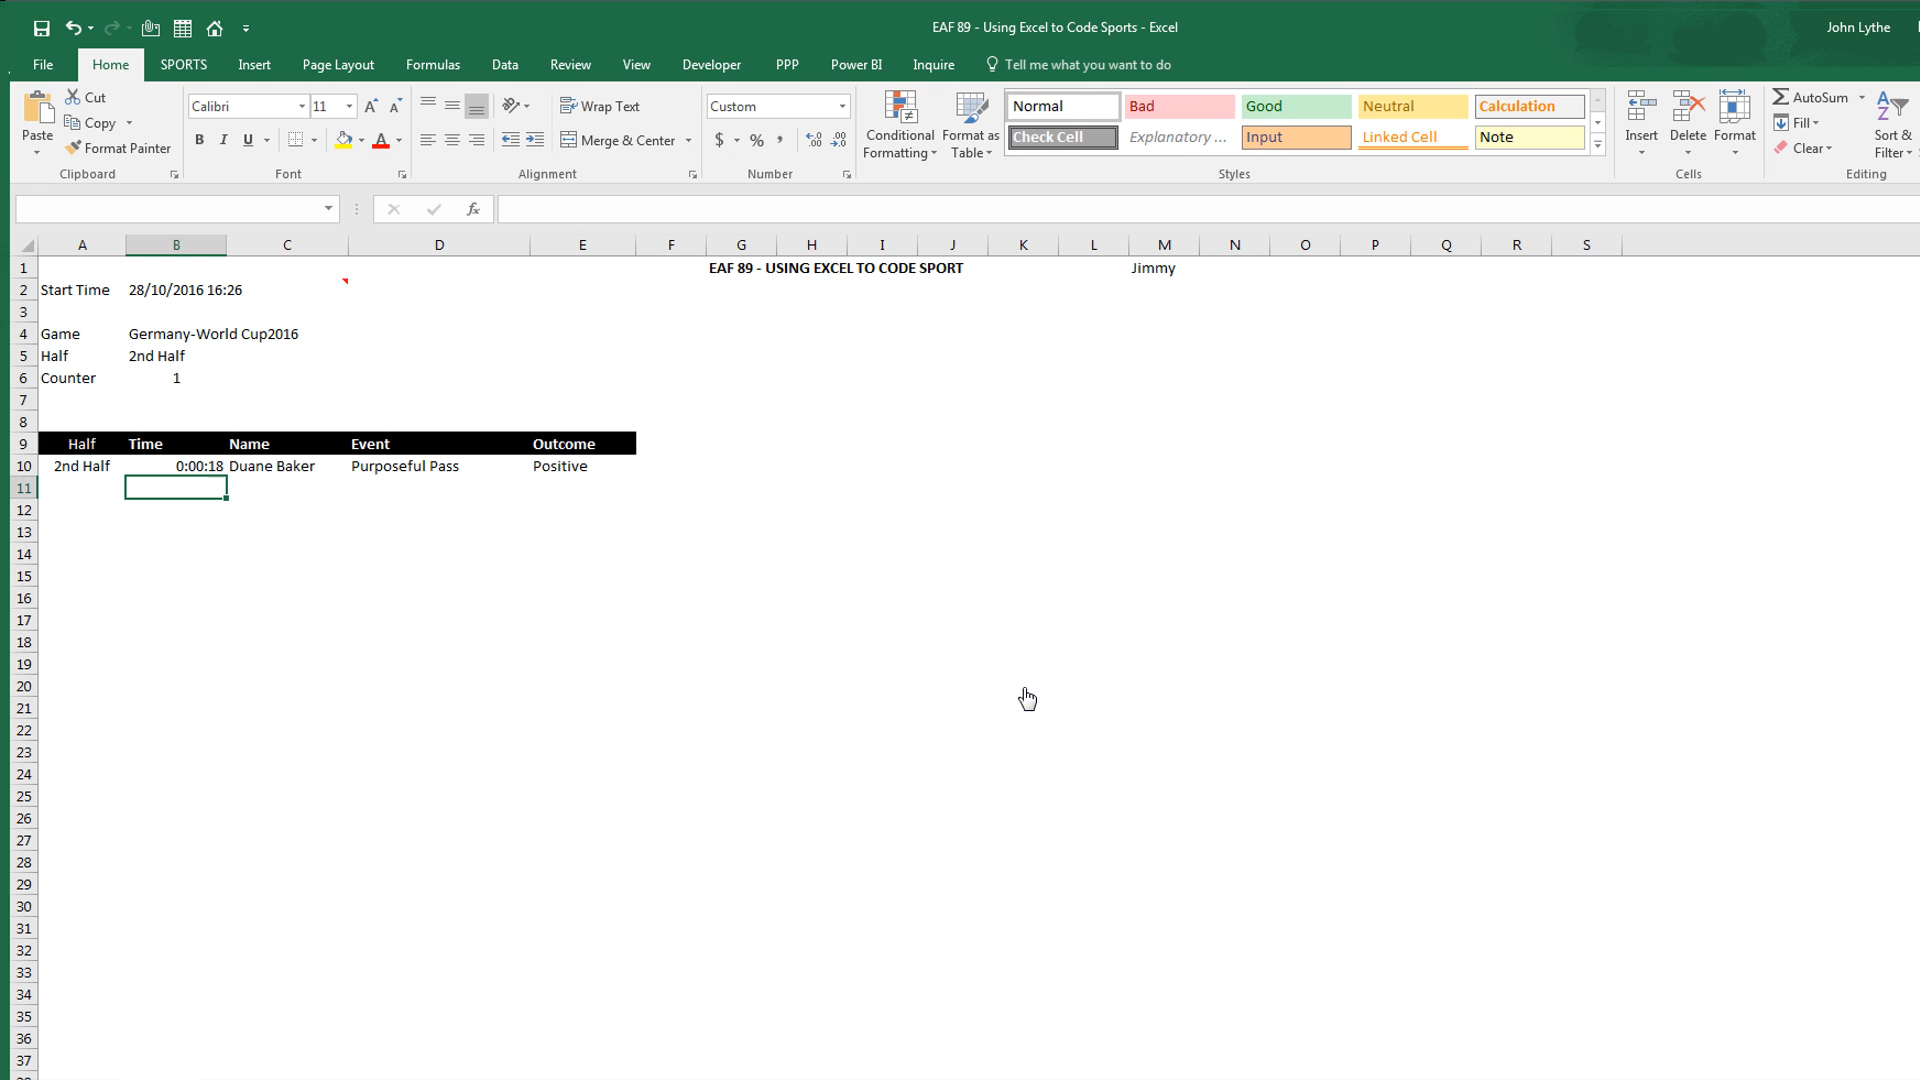 EAF 89 - Using Excel to Code Sports - Excel
John Lythe
File Home SPORTS Insert Page Layout Formulas Data Review View Developer PPP Power BI Inquire Tell me what you want to do
Paste
Cut
Copy
Format Painter
Clipboard
Calibri 11
B I U
Font
Wrap Text
Merge & Center
Alignment
Custom
$ % ,
Number
Conditional Formatting
Format as Table
Normal Bad Good Neutral Calculation
Check Cell Explanatory ... Input Linked Cell Note
Styles
Insert Delete Format
Cells
AutoSum
Fill
Clear
Sort &
Filter
Editing
fx
A B C D E F G H I J K L M N O P Q R S
1 EAF 89 - USING EXCEL TO CODE SPORT Jimmy
2 Start Time 28/10/2016 16:26
3
4 Game Germany-World Cup2016
5 Half 2nd Half
6 Counter 1
7
8
9 Half Time Name Event Outcome
10 2nd Half 0:00:18 Duane Baker Purposeful Pass Positive
11
12
13
14
15
16
17
18
19
20
21
22
23
24
25
26
27
28
29
30
31
32
33
34
35
36
37